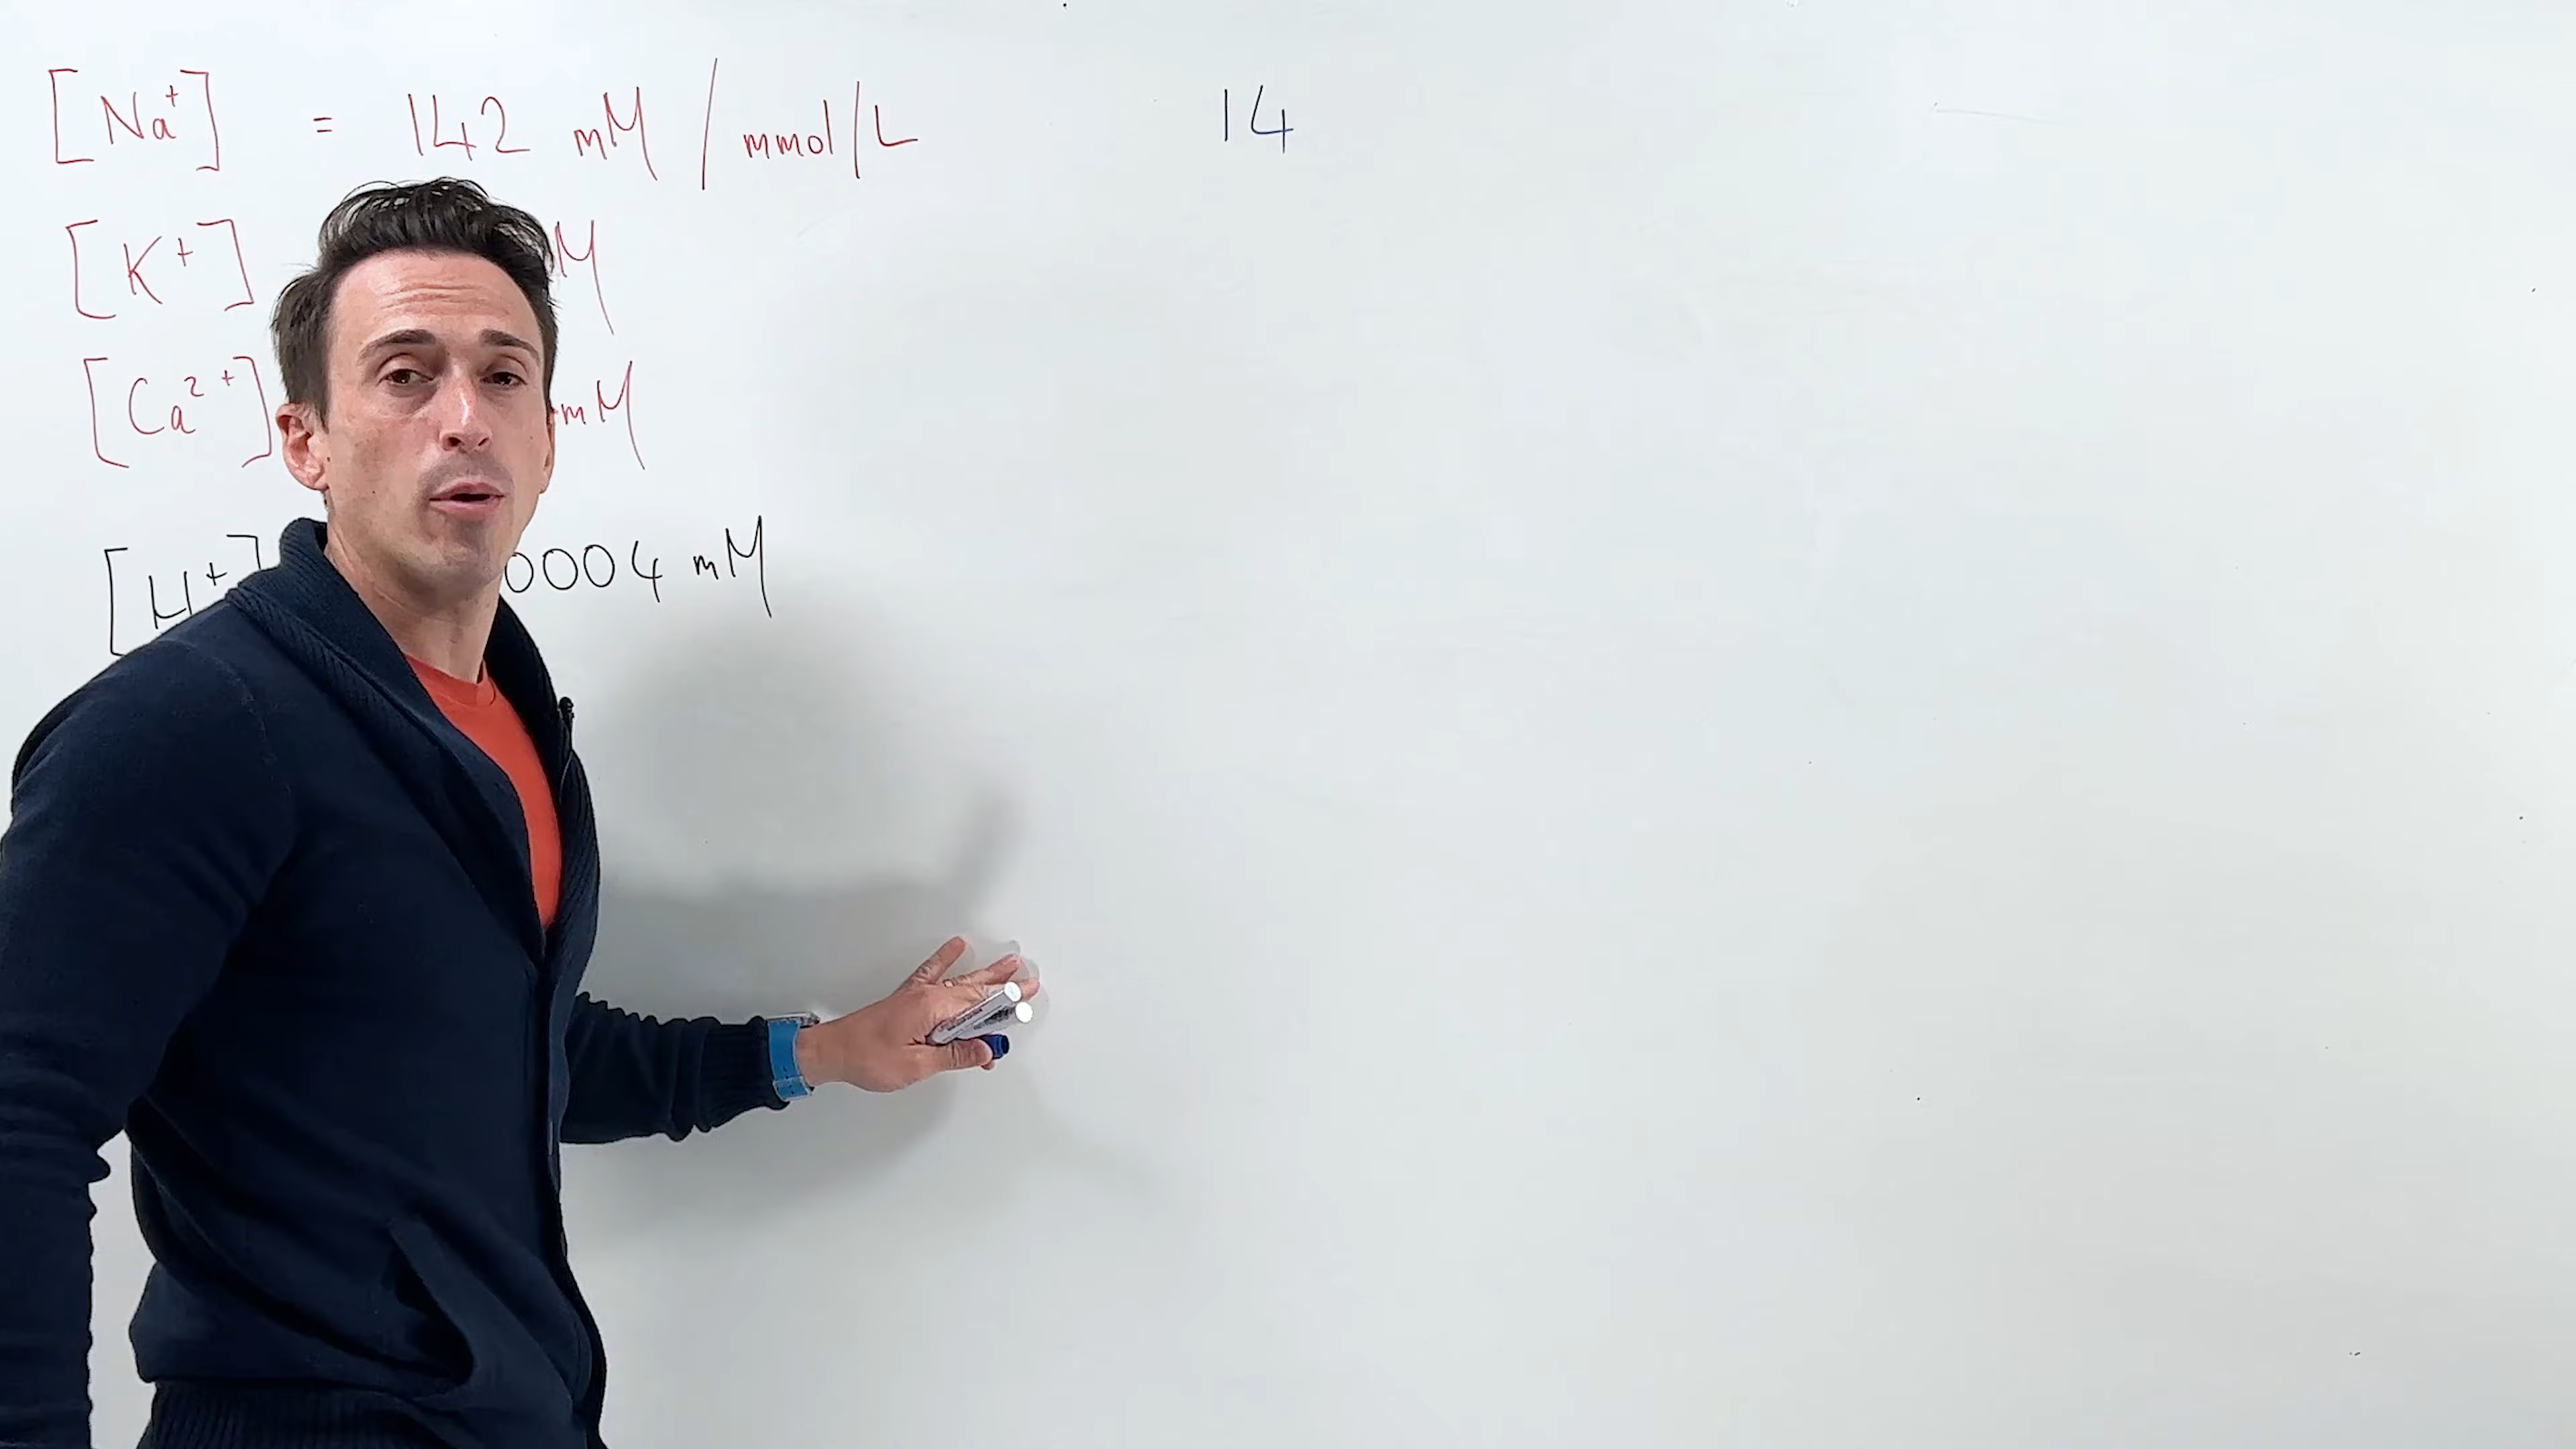 [Na⁺] = 142 mM / mmol/L 14
[K⁺] M
[Ca²⁺] mM
[H⁺] 0004 mM